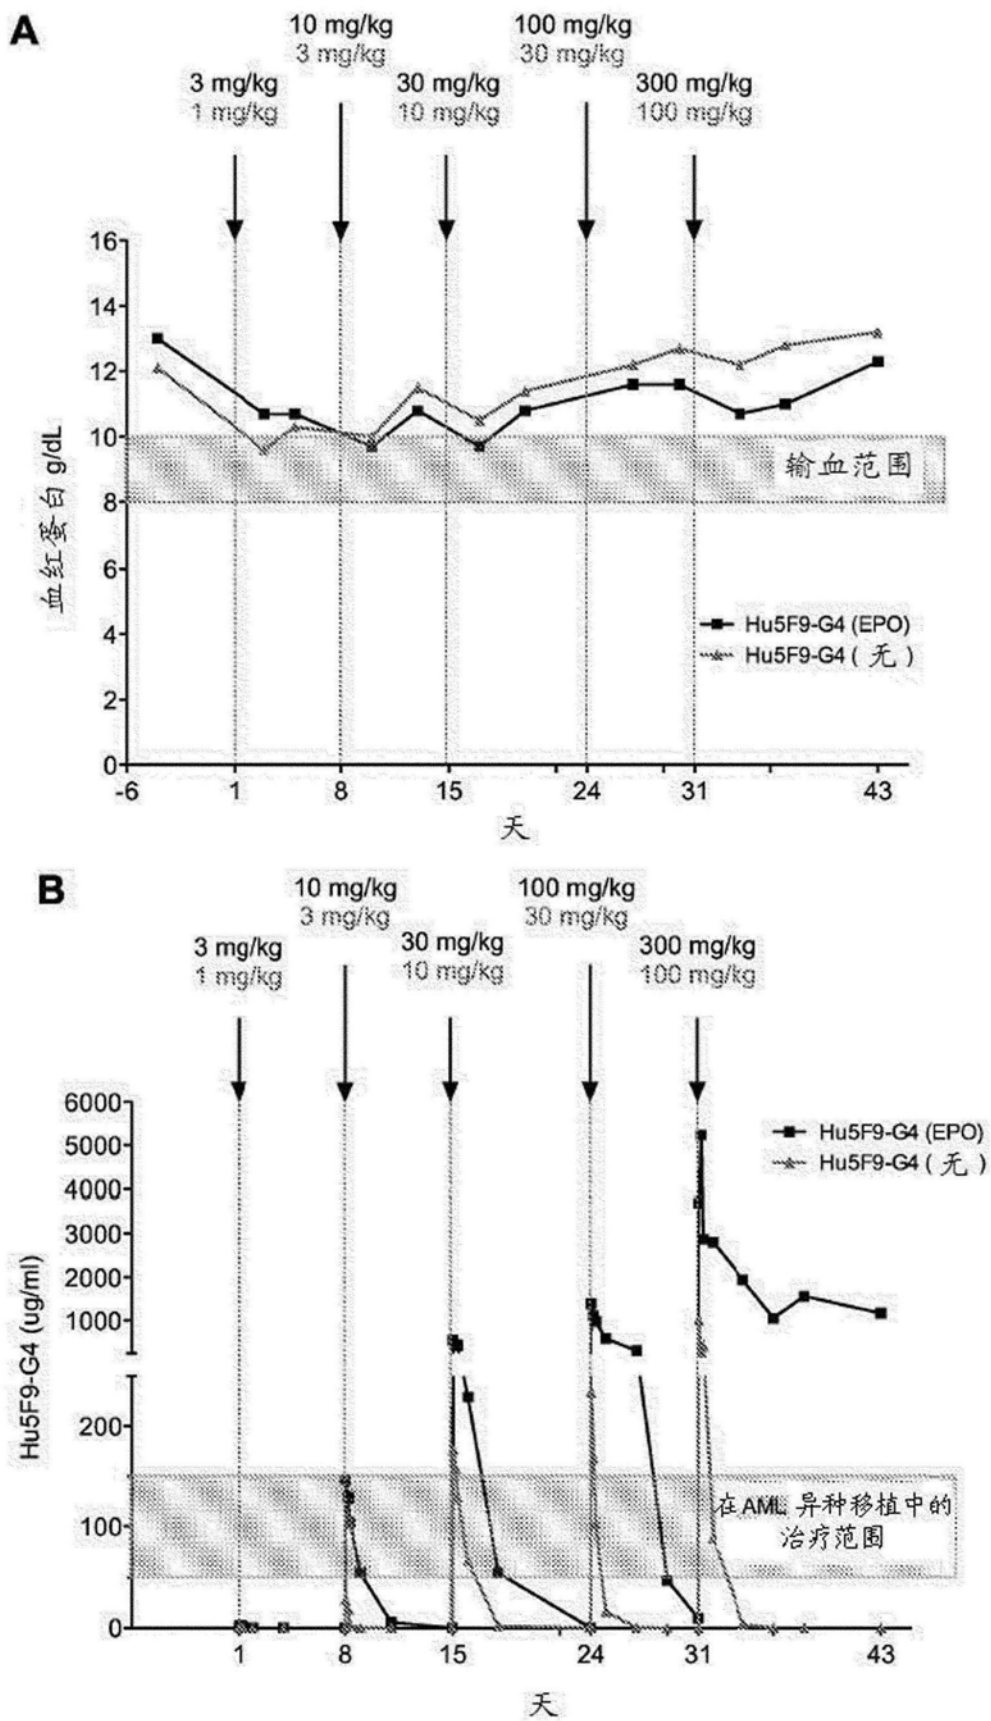 A
10 mg/kg
3 mg/kg
100 mg/kg
30 mg/kg
3 mg/kg
1 mg/kg
30 mg/kg
10 mg/kg
300 mg/kg
100 mg/kg
血红蛋白 g/dL
16
14
12
10
8
6
4
2
0
输血范围
Hu5F9-G4 (EPO)
Hu5F9-G4 ( 无 )
-6 1 8 15 24 31 43
天
B
10 mg/kg
3 mg/kg
100 mg/kg
30 mg/kg
3 mg/kg
1 mg/kg
30 mg/kg
10 mg/kg
300 mg/kg
100 mg/kg
Hu5F9-G4 (ug/ml)
6000
5000
4000
3000
2000
1000
200
100
0
Hu5F9-G4 (EPO)
Hu5F9-G4 ( 无 )
在AML 异种移植中的
治疗范围
1 8 15 24 31 43
天